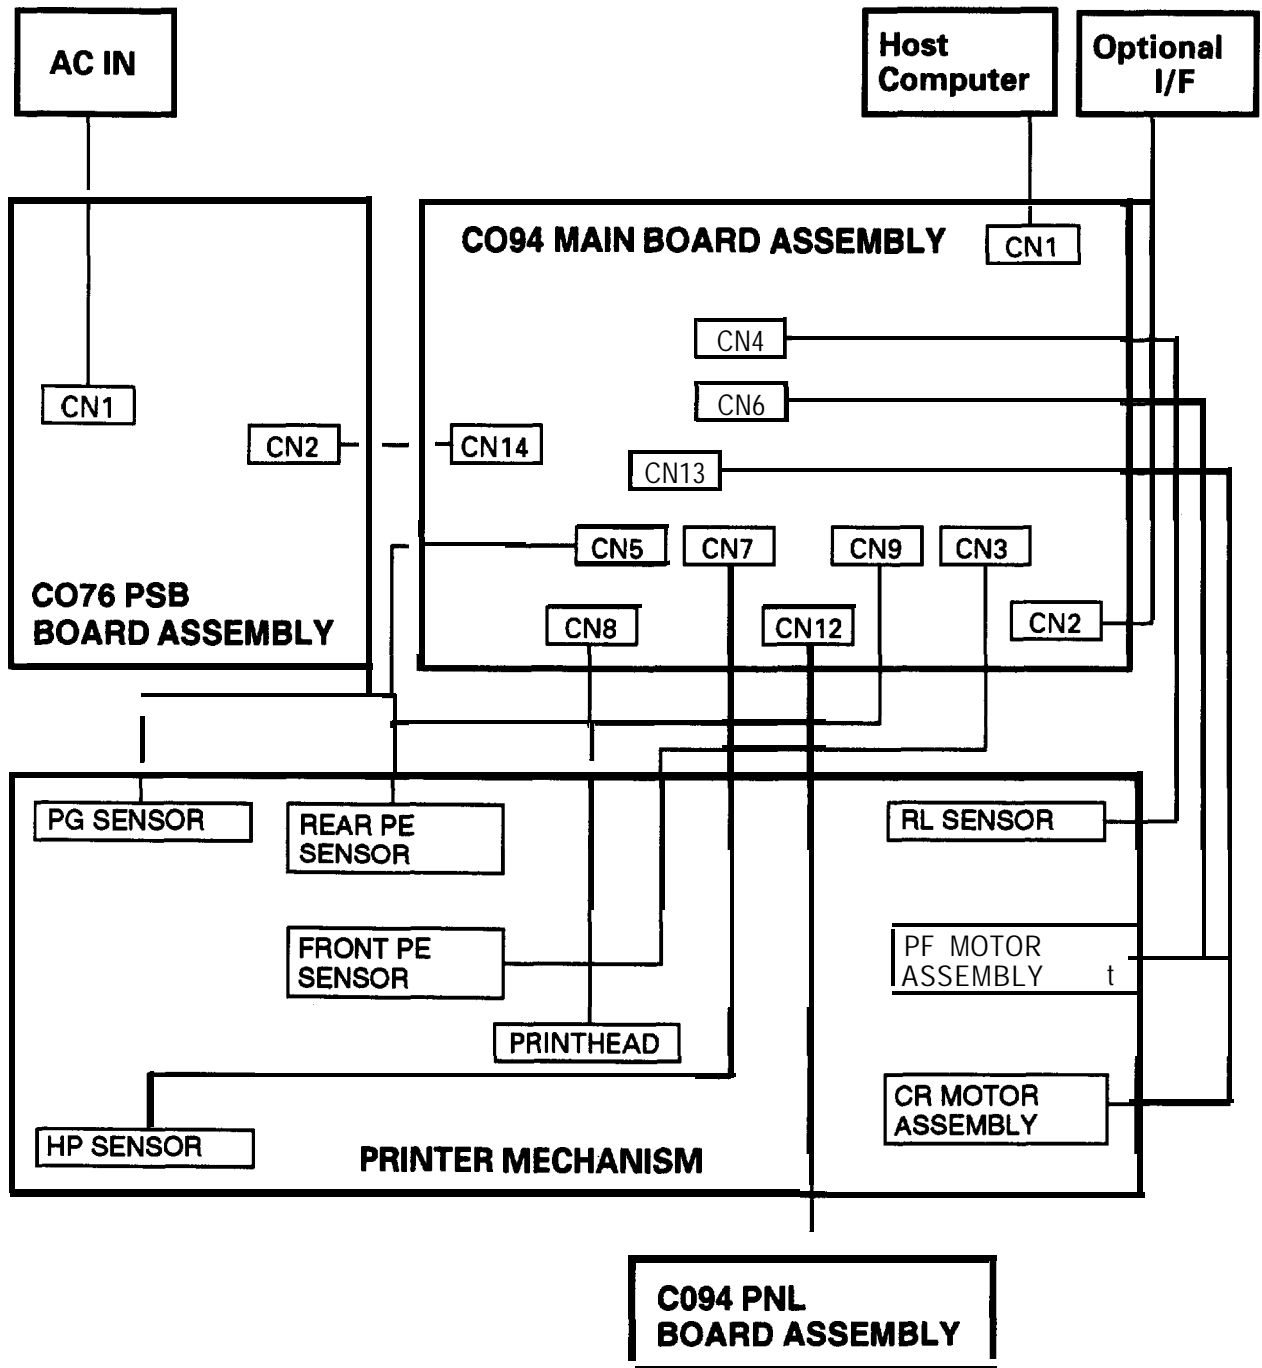 AC IN
Host
Computer
Optional
I/F
CO94 MAIN BOARD ASSEMBLY
CN1
CN4
CN6
CN1
CN2
CN14
CN13
CN5
CN7
CN9
CN3
CO76 PSB
BOARD ASSEMBLY
CN8
CN12
CN2
PG SENSOR
REAR PE
SENSOR
RL SENSOR
FRONT PE
SENSOR
PF MOTOR
ASSEMBLY t
PRINTHEAD
CR MOTOR
ASSEMBLY
HP SENSOR
PRINTER MECHANISM
C094 PNL
BOARD ASSEMBLY